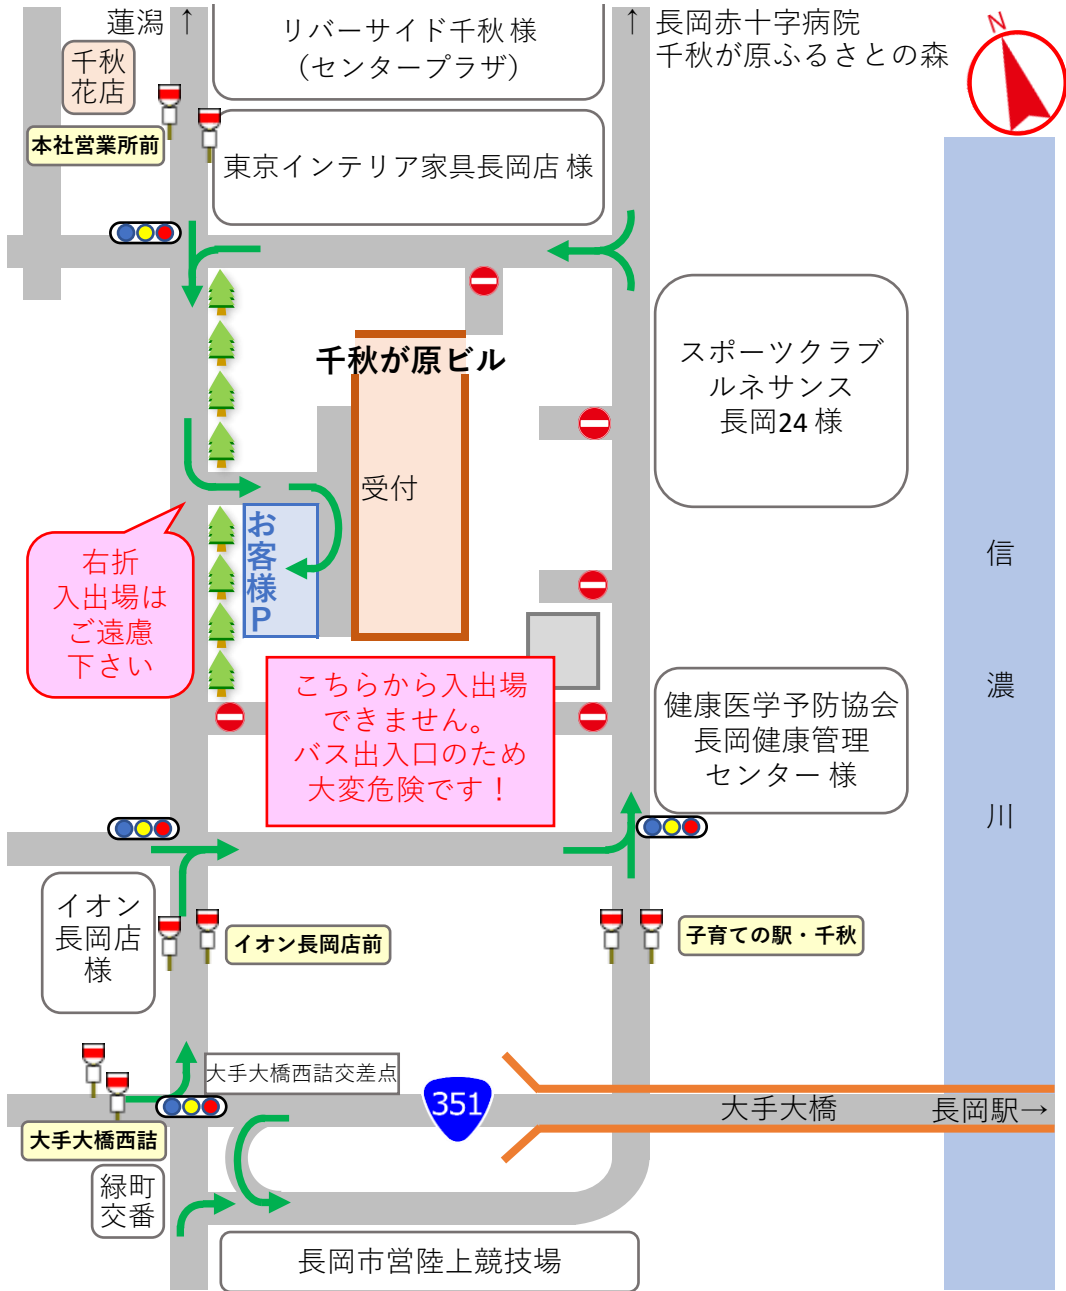 蓮潟 ↑
リバーサイド千秋 様
（センタープラザ）
↑ 長岡赤十字病院
千秋が原ふるさとの森
N
千秋
花店
本社営業所前
東京インテリア家具長岡店 様
千秋が原ビル
スポーツクラブ
ルネサンス
長岡24 様
受付
お客様P
右折
入出場は
ご遠慮
下さい
信濃川
こちらから入出場
できません。
バス出入口のため
大変危険です！
健康医学予防協会
長岡健康管理
センター 様
イオン
長岡店
様
イオン長岡店前
子育ての駅・千秋
大手大橋西詰交差点
351
大手大橋
長岡駅→
大手大橋西詰
緑町
交番
長岡市営陸上競技場